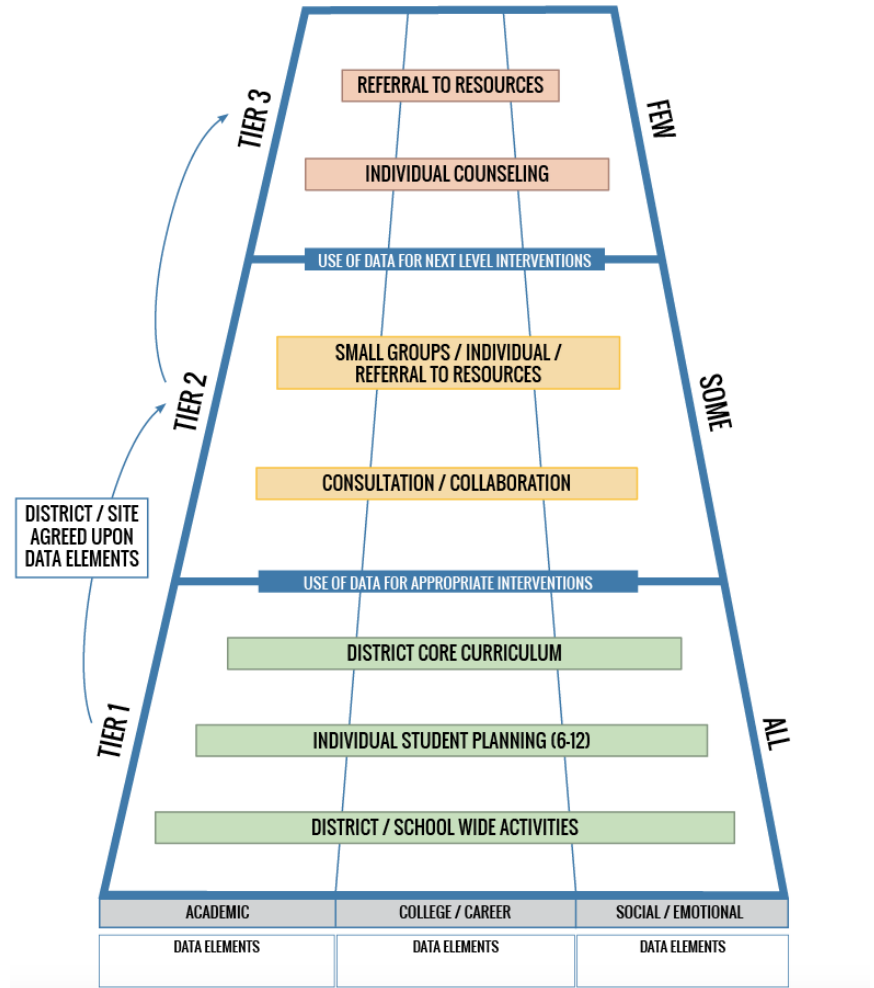 REFERRAL TO RESOURCES
TIER 3
FEW
INDIVIDUAL COUNSELING
USE OF DATA FOR NEXT LEVEL INTERVENTIONS
SMALL GROUPS / INDIVIDUAL /
REFERRAL TO RESOURCES
TIER 2
SOME
CONSULTATION / COLLABORATION
DISTRICT / SITE
AGREED UPON
DATA ELEMENTS
USE OF DATA FOR APPROPRIATE INTERVENTIONS
DISTRICT CORE CURRICULUM
TIER 1
ALL
INDIVIDUAL STUDENT PLANNING (6-12)
DISTRICT / SCHOOL WIDE ACTIVITIES
ACADEMIC
COLLEGE / CAREER
SOCIAL / EMOTIONAL
DATA ELEMENTS
DATA ELEMENTS
DATA ELEMENTS